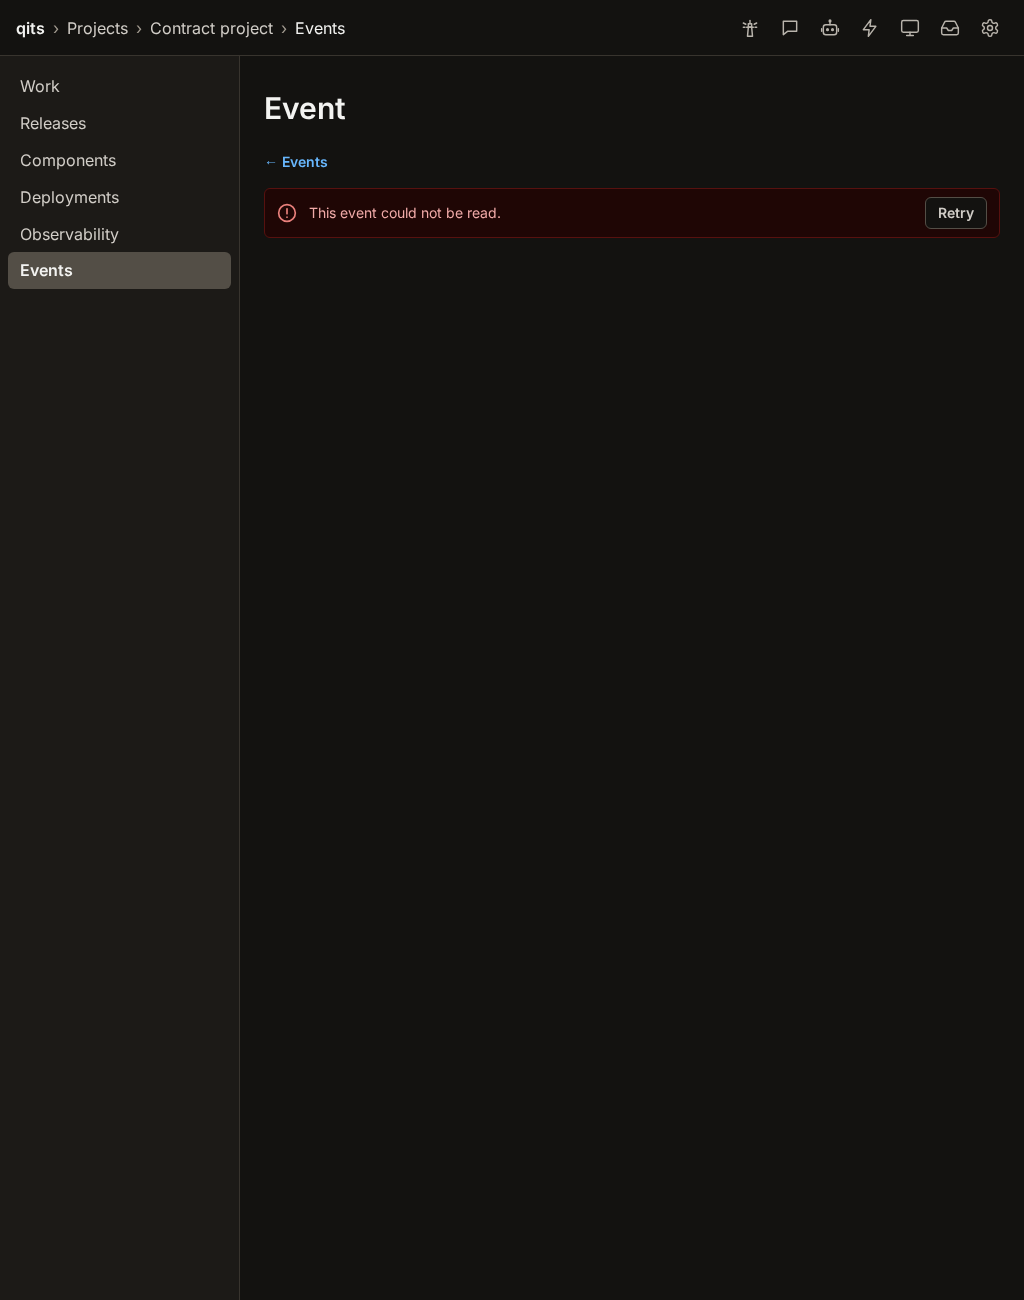 qits › Projects › Contract project › Events
Work
Releases
Components
Deployments
Observability
Events
Event
← Events
This event could not be read.
Retry